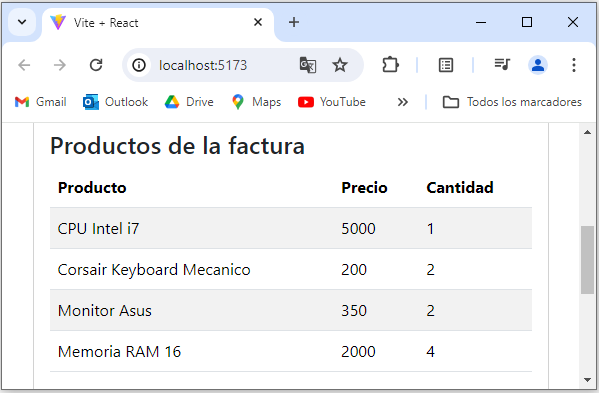 Vite + React
localhost:5173
Gmail Outlook Drive Maps YouTube Todos los marcadores
Productos de la factura
Producto Precio Cantidad
CPU Intel i7 5000 1
Corsair Keyboard Mecanico 200 2
Monitor Asus 350 2
Memoria RAM 16 2000 4